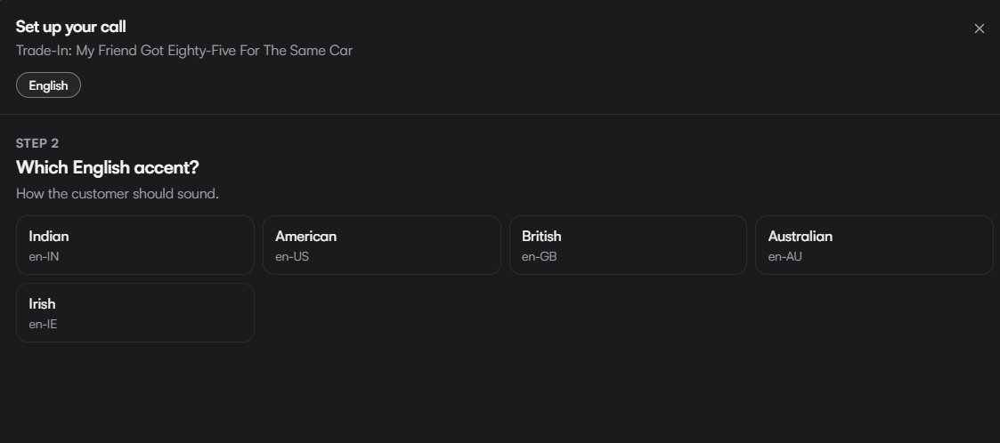 Set up your call
Trade-In: My Friend Got Eighty-Five For The Same Car
English
STEP 2
Which English accent?
How the customer should sound.
Indian
en-IN
American
en-US
British
en-GB
Australian
en-AU
Irish
en-IE